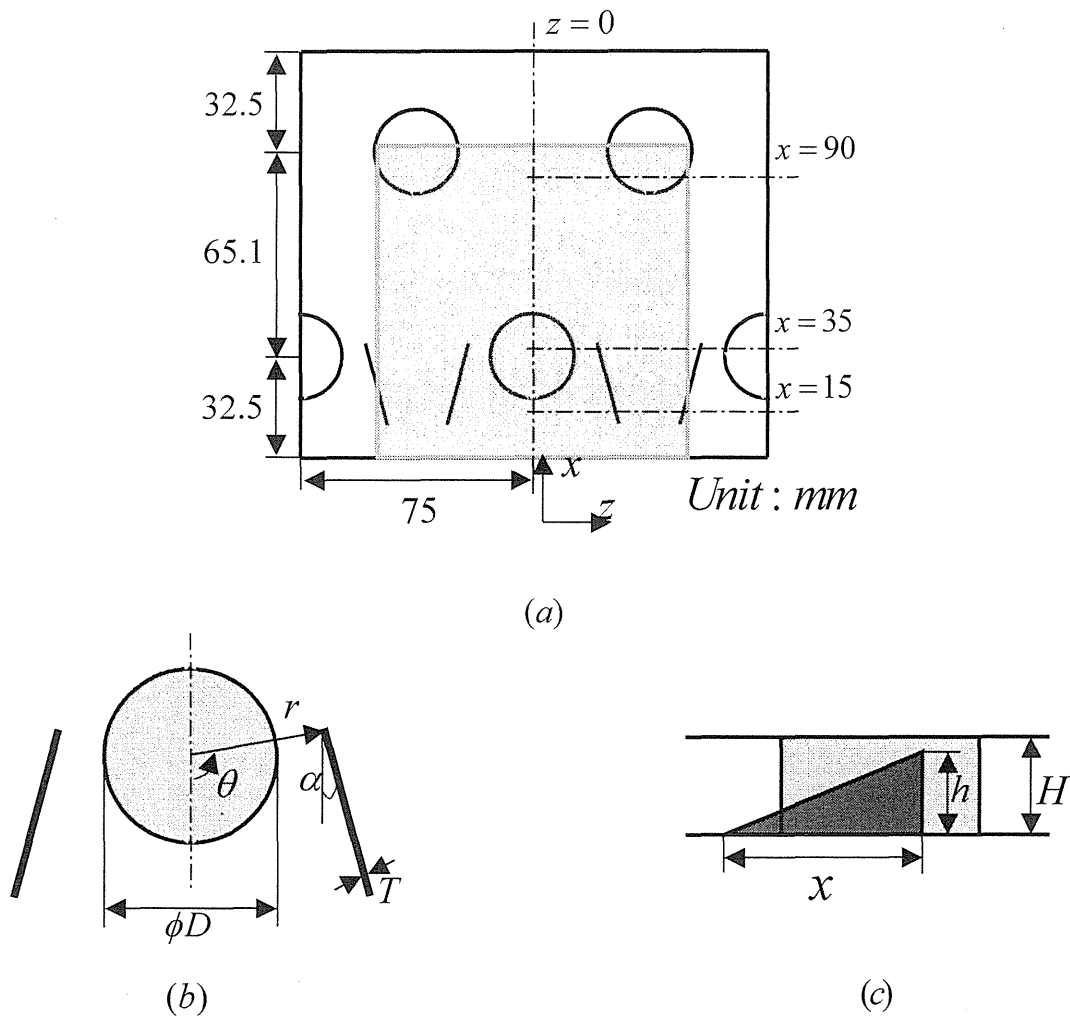 z = 0
32.5
x = 90
65.1
x = 35
x = 15
32.5
x
75
z
Unit : mm
(a)
r
θ
α
T
ϕD
h
H
x
(b)
(c)